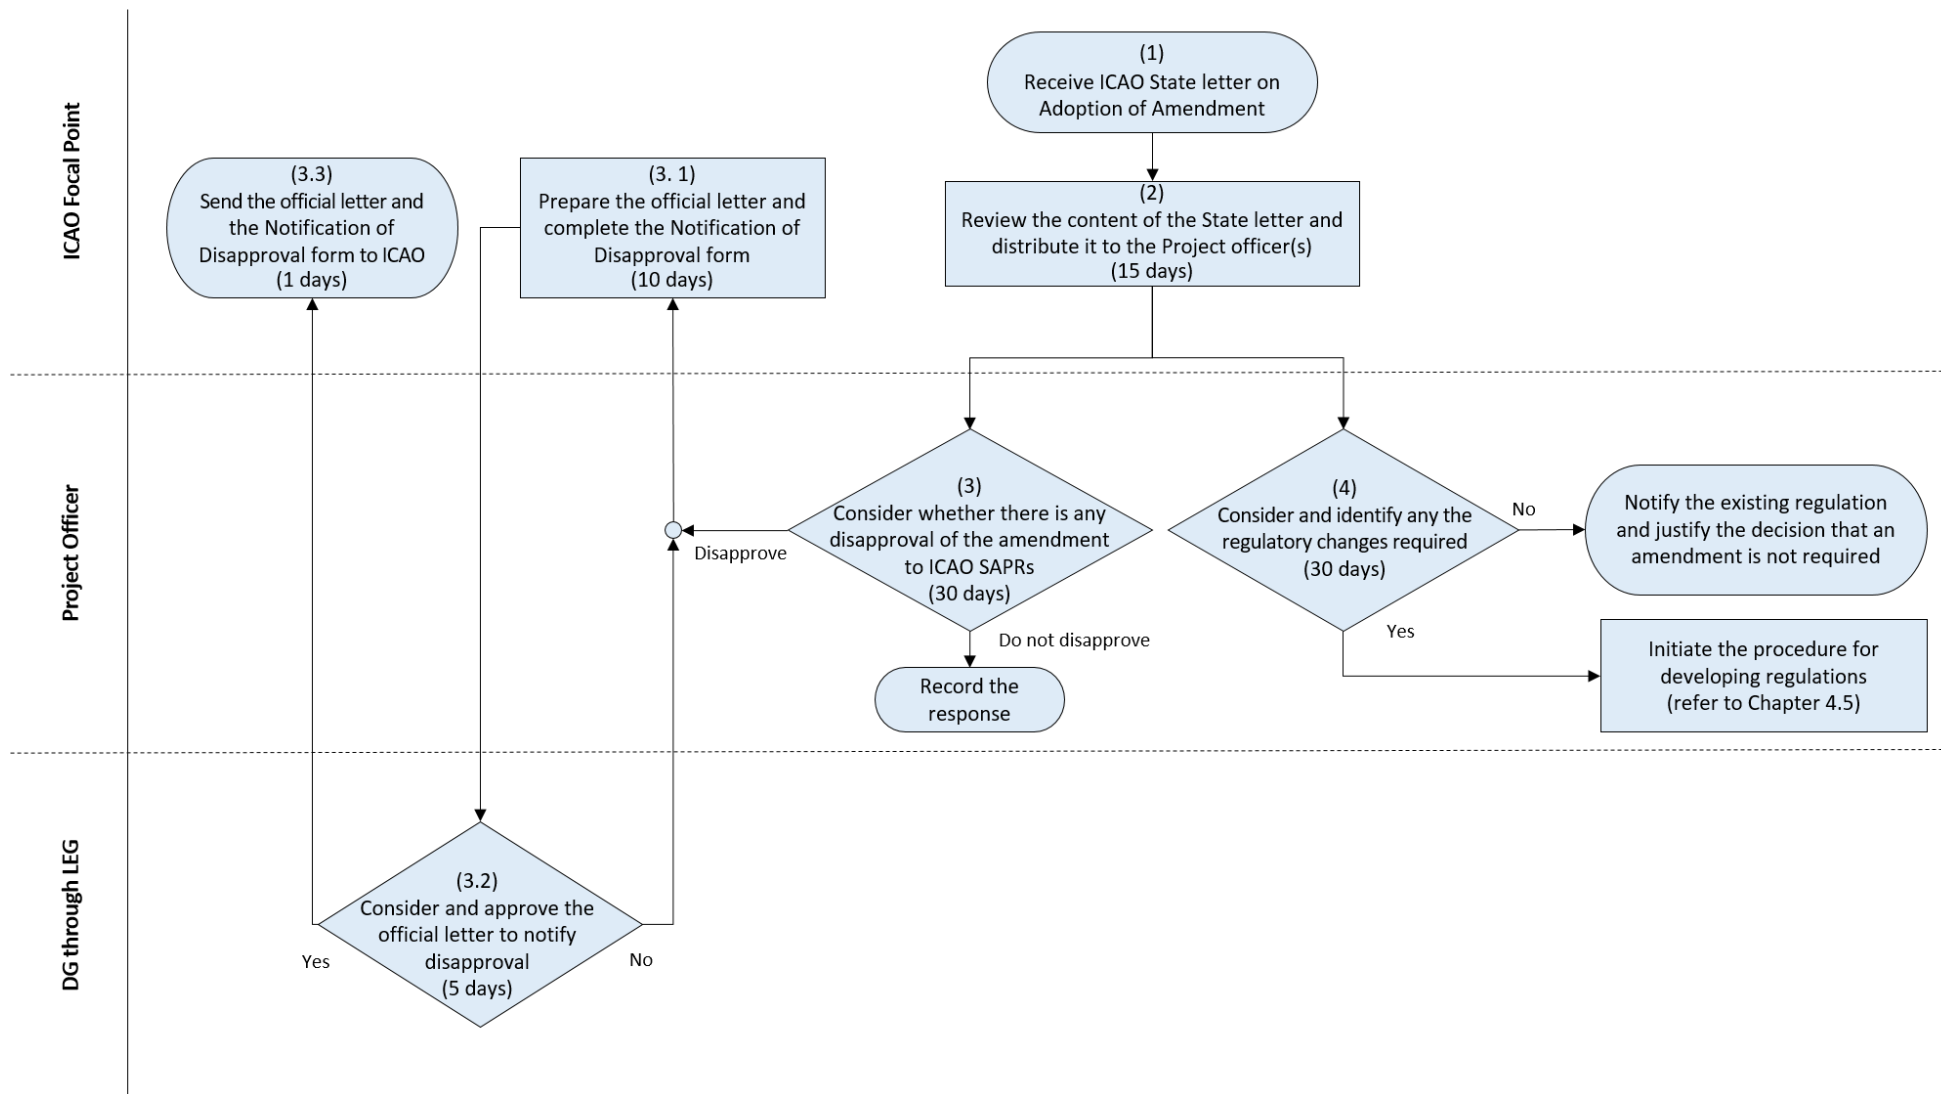 ICAO Focal Point
(1)
Receive ICAO State letter on
Adoption of Amendment
(3.3)
Send the official letter and
the Notification of
Disapproval form to ICAO
(1 days)
(3. 1)
Prepare the official letter and
complete the Notification of
Disapproval form
(10 days)
(2)
Review the content of the State letter and
distribute it to the Project officer(s)
(15 days)
Project Officer
Disapprove
(3)
Consider whether there is any
disapproval of the amendment
to ICAO SAPRs
(30 days)
Do not disapprove
Record the
response
(4)
Consider and identify any the
regulatory changes required
(30 days)
No
Notify the existing regulation
and justify the decision that an
amendment is not required
Yes
Initiate the procedure for
developing regulations
(refer to Chapter 4.5)
DG through LEG
(3.2)
Consider and approve the
official letter to notify
disapproval
(5 days)
Yes
No